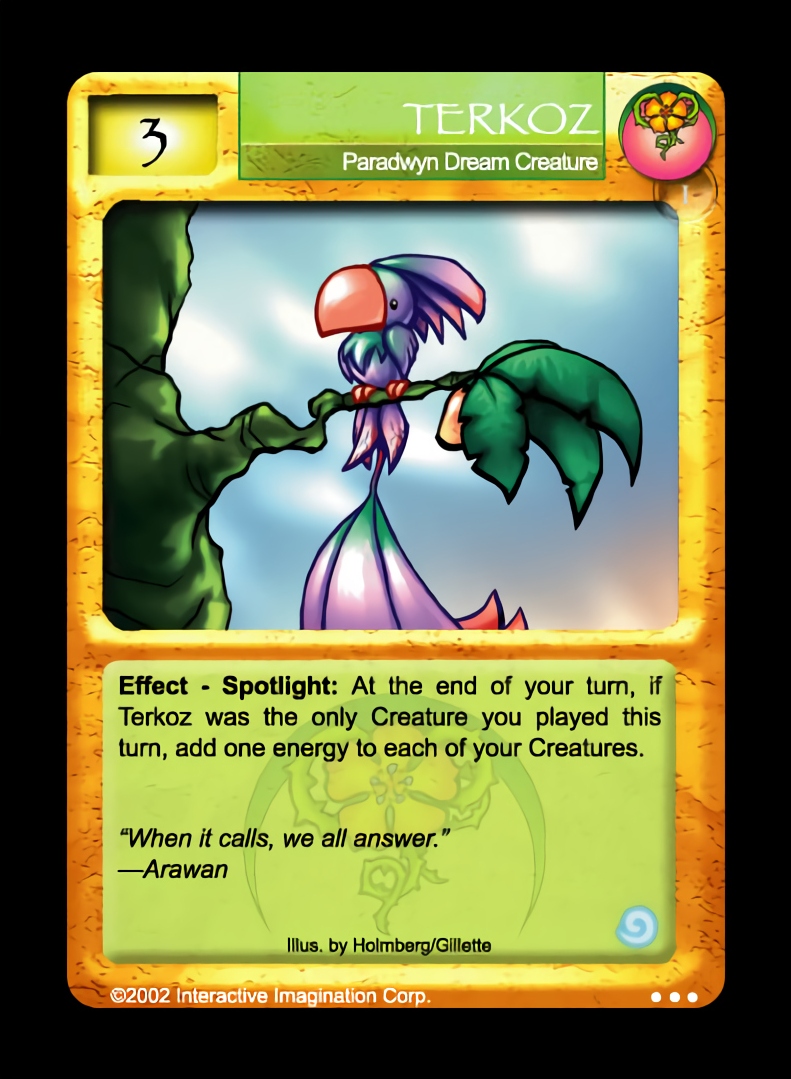 3
TERKOZ
Paradwyn Dream Creature
1
Effect - Spotlight: At the end of your turn, if
Terkoz was the only Creature you played this
turn, add one energy to each of your Creatures.
“When it calls, we all answer.”
—Arawan
Illus. by Holmberg/Gillette
©2002 Interactive Imagination Corp.